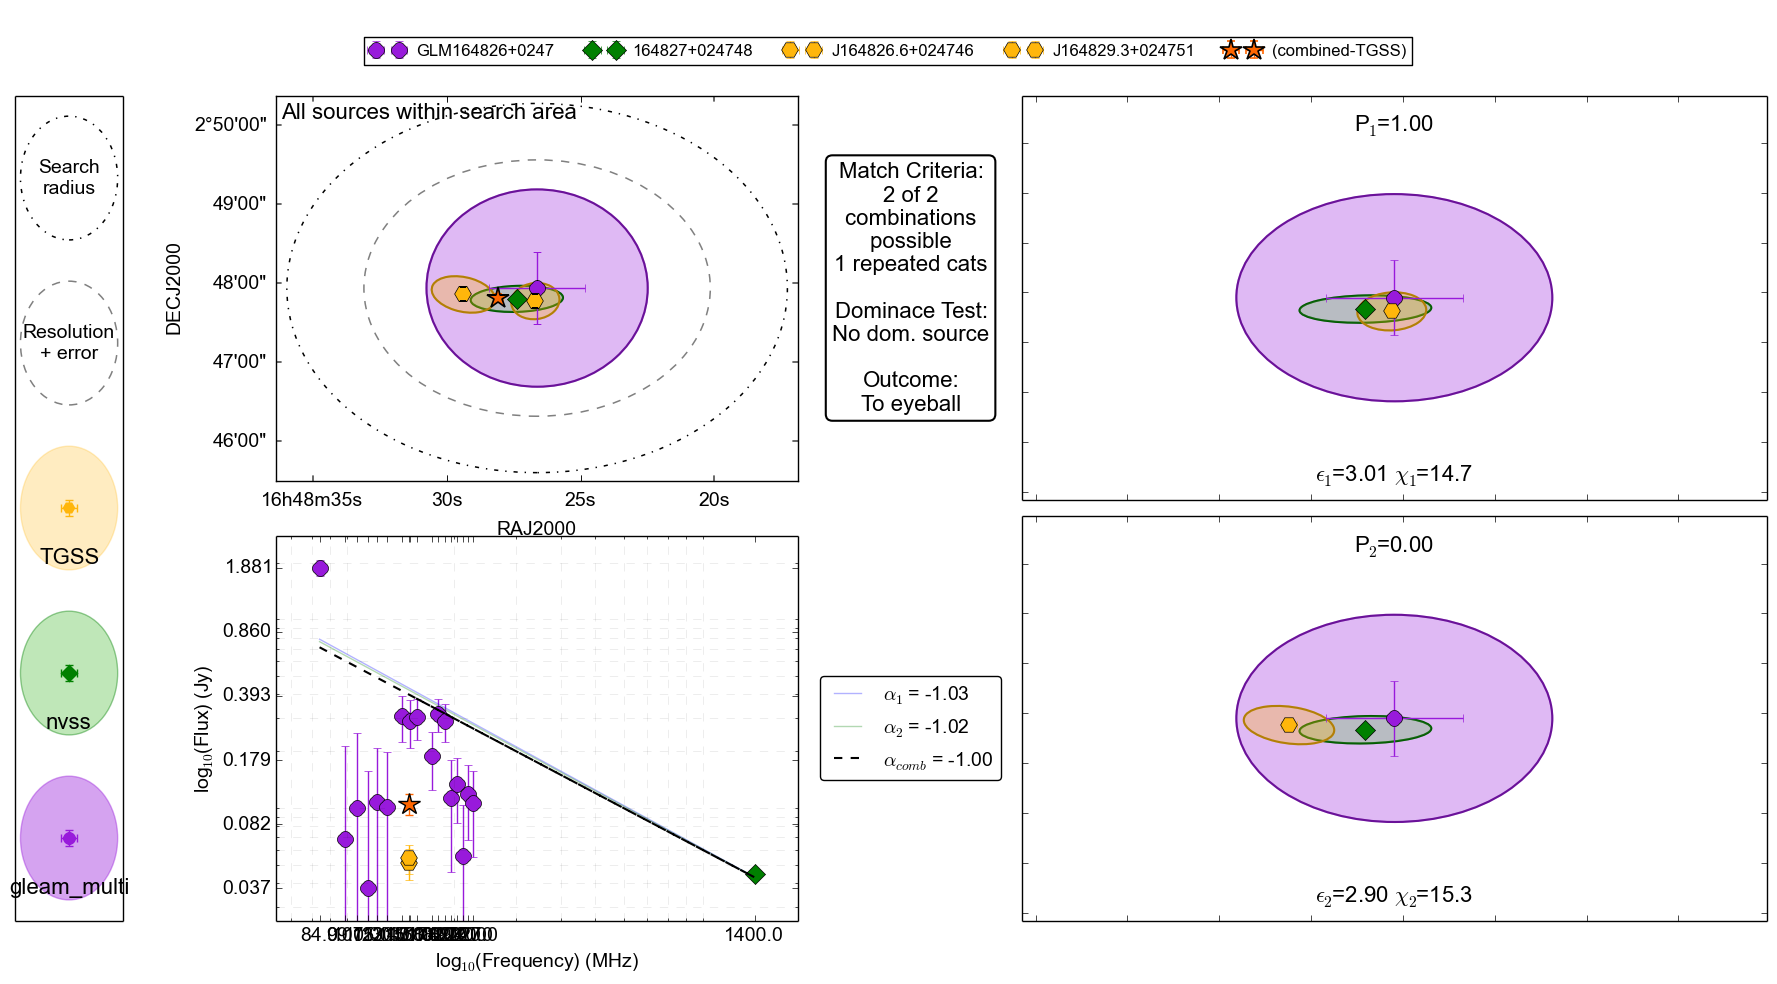 GLM164826+0247 164827+024748 J164826.6+024746 J164829.3+024751 (combined-TGSS)
Search
radius
Resolution
+ error
TGSS
nvss
gleam_multi
All sources within search area
DECJ2000
2°50'00"
49'00"
48'00"
47'00"
46'00"
16h48m35s 30s 25s 20s
RAJ2000
Match Criteria:
2 of 2
combinations
possible
1 repeated cats
Dominace Test:
No dom. source
Outcome:
To eyeball
P1=1.00
ϵ1=3.01 χ1=14.7
log10(Flux) (Jy)
1.881
0.860
0.393
0.179
0.082
0.037
84.0 1400.0
log10(Frequency) (MHz)
α1 = -1.03
α2 = -1.02
αcomb = -1.00
P2=0.00
ϵ2=2.90 χ2=15.3